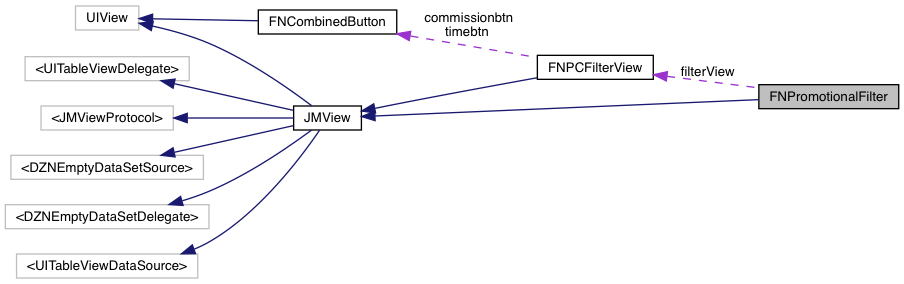 UIView
FNCombinedButton
commissionbtn
timebtn
<UITableViewDelegate>
FNPCFilterView
filterView
FNPromotionalFilter
<JMViewProtocol>
JMView
<DZNEmptyDataSetSource>
<DZNEmptyDataSetDelegate>
<UITableViewDataSource>